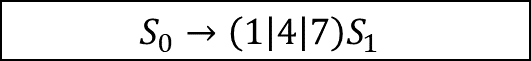 S₀ → (1|4|7)S₁